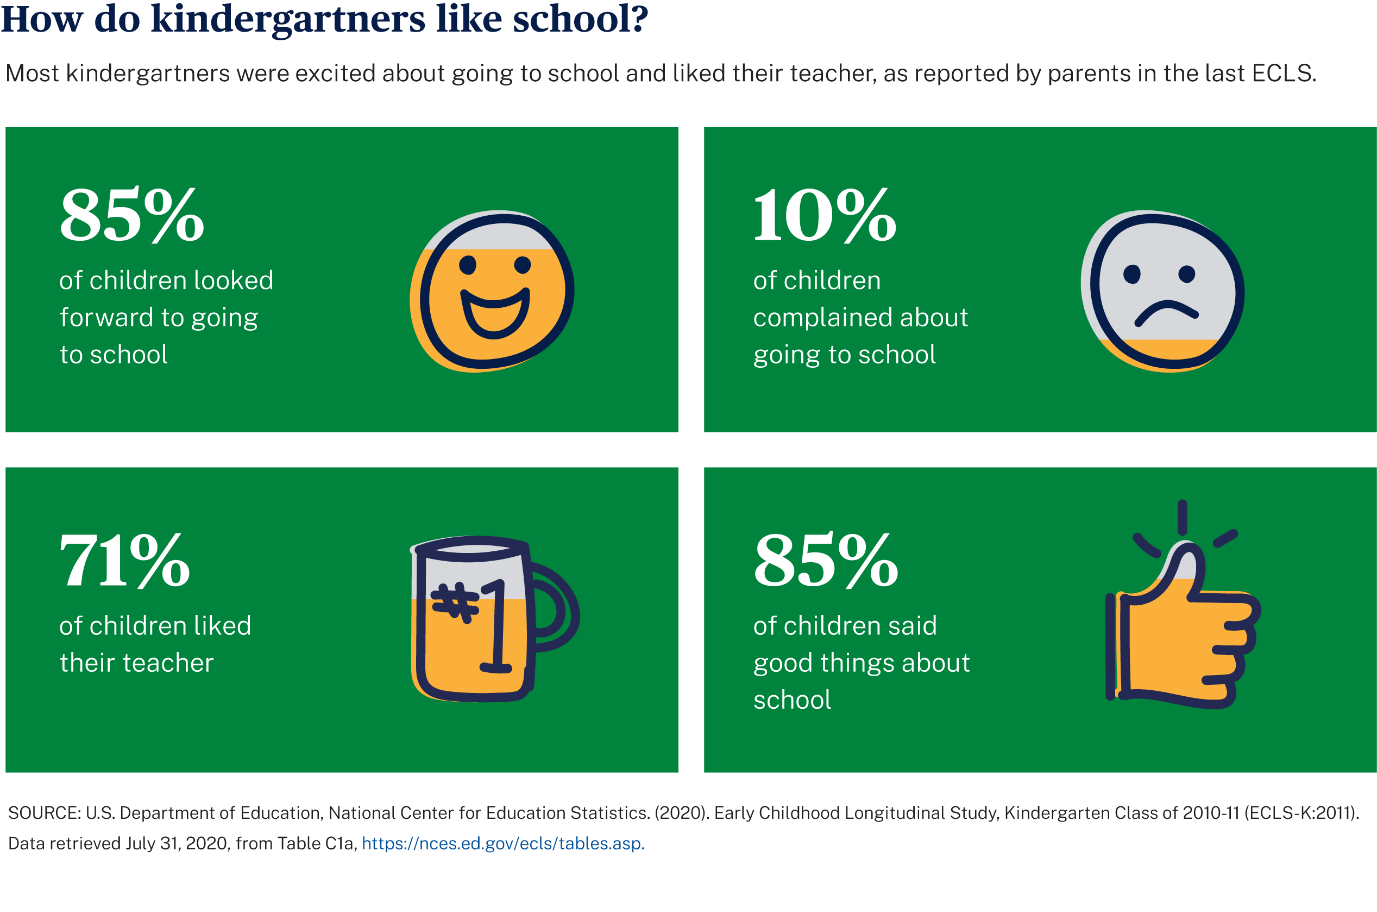 How do kindergartners like school?
Most kindergartners were excited about going to school and liked their teacher, as reported by parents in the last ECLS.
85%
of children looked
forward to going
to school
10%
of children
complained about
going to school
71%
of children liked
their teacher
#1
85%
of children said
good things about
school
SOURCE: U.S. Department of Education, National Center for Education Statistics. (2020). Early Childhood Longitudinal Study, Kindergarten Class of 2010-11 (ECLS-K:2011).
Data retrieved July 31, 2020, from Table C1a, https://nces.ed.gov/ecls/tables.asp.